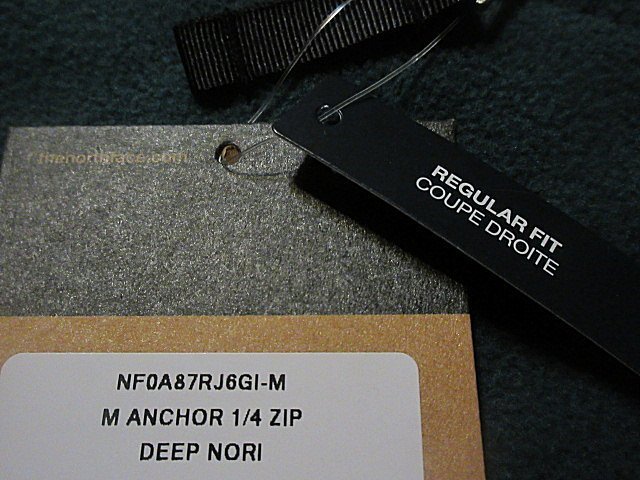 thenorthface.com
REGULAR FIT
COUPE DROITE
NF0A87RJ6GI-M
M ANCHOR 1/4 ZIP
DEEP NORI